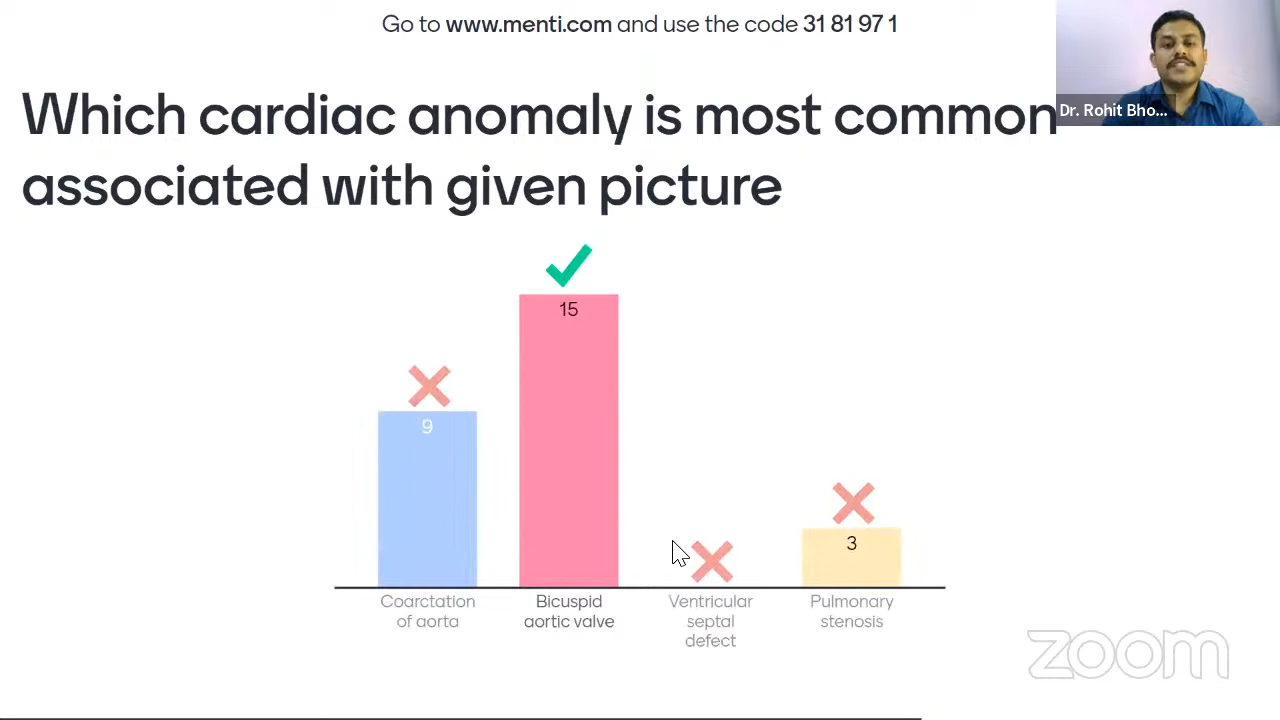 Go to www.menti.com and use the code 31 81 97 1
Dr. Rohit Bho...
Which cardiac anomaly is most common
associated with given picture
9
15
3
Coarctation
of aorta
Bicuspid
aortic valve
Ventricular
septal
defect
Pulmonary
stenosis
zoom